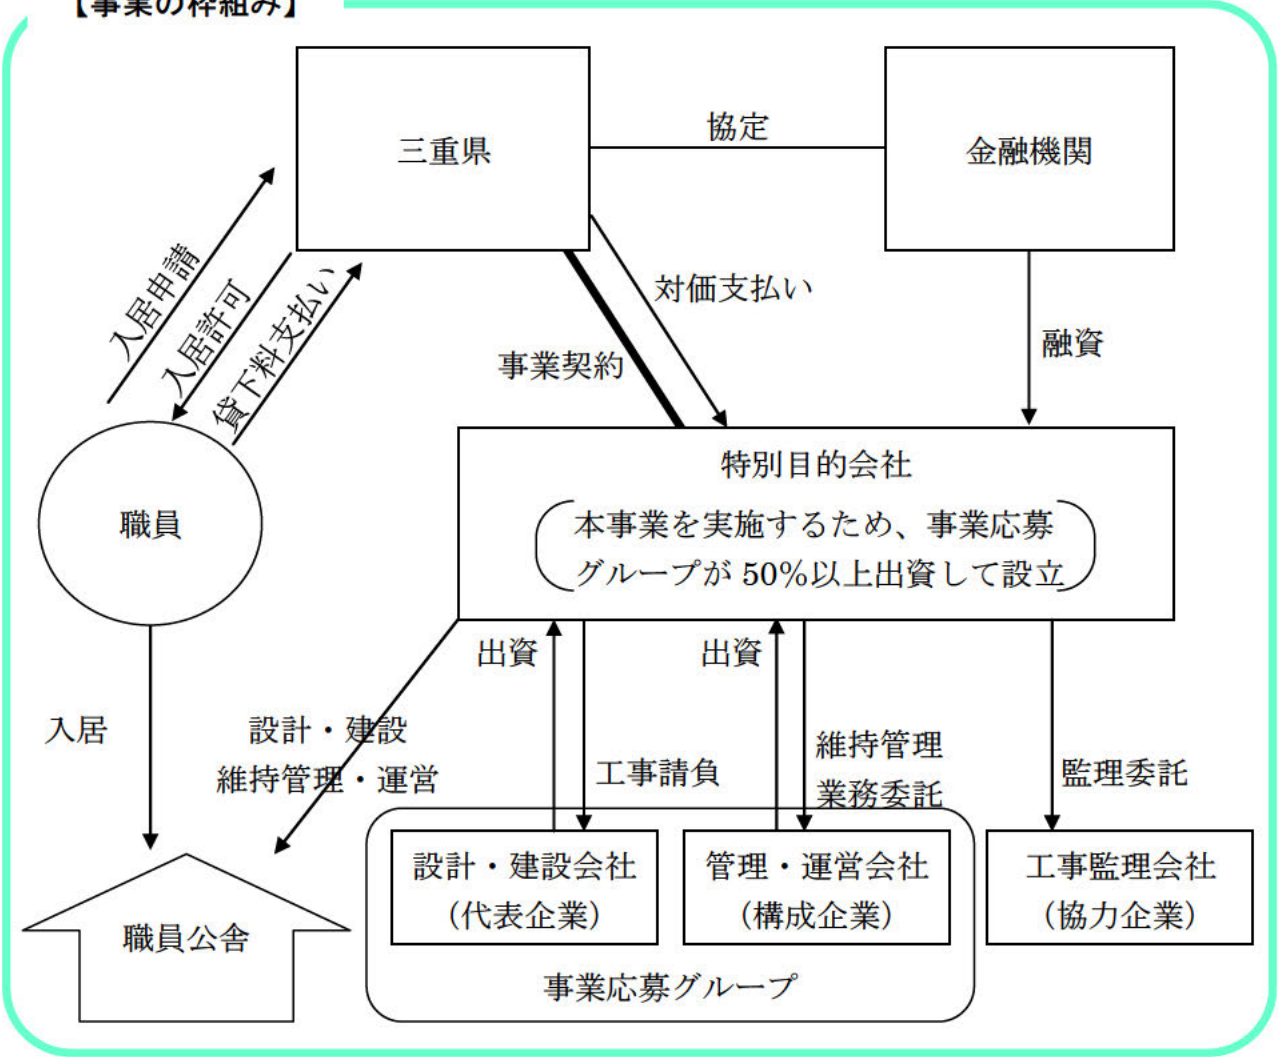 【事業の枠組み】
三重県
協定
金融機関
入居申請
入居許可
貸下料支払い
対価支払い
事業契約
融資
職員
特別目的会社
本事業を実施するため、事業応募
グループが 50%以上出資して設立
出資
出資
入居
設計・建設
維持管理・運営
工事請負
維持管理
業務委託
監理委託
設計・建設会社
(代表企業)
管理・運営会社
(構成企業)
工事監理会社
(協力企業)
職員公舎
事業応募グループ